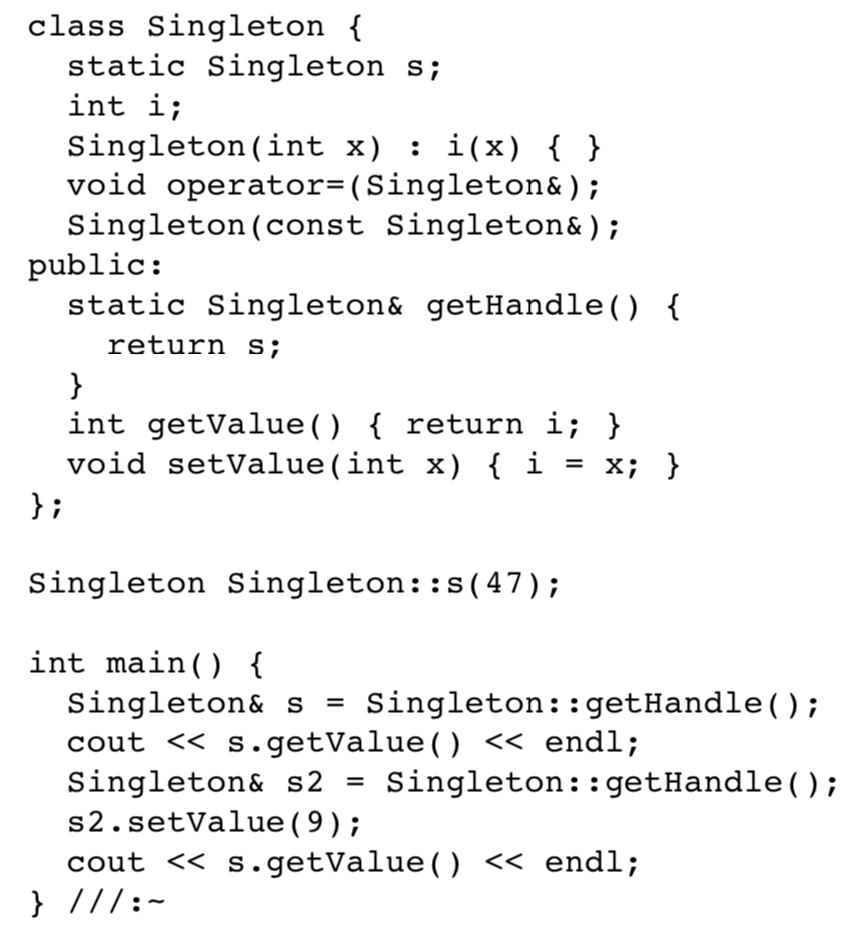 class Singleton {
  static Singleton s;
  int i;
  Singleton(int x) : i(x) { }
  void operator=(Singleton&);
  Singleton(const Singleton&);
public:
  static Singleton& getHandle() {
    return s;
  }
  int getValue() { return i; }
  void setValue(int x) { i = x; }
};

Singleton Singleton::s(47);

int main() {
  Singleton& s = Singleton::getHandle();
  cout << s.getValue() << endl;
  Singleton& s2 = Singleton::getHandle();
  s2.setValue(9);
  cout << s.getValue() << endl;
} ///:~